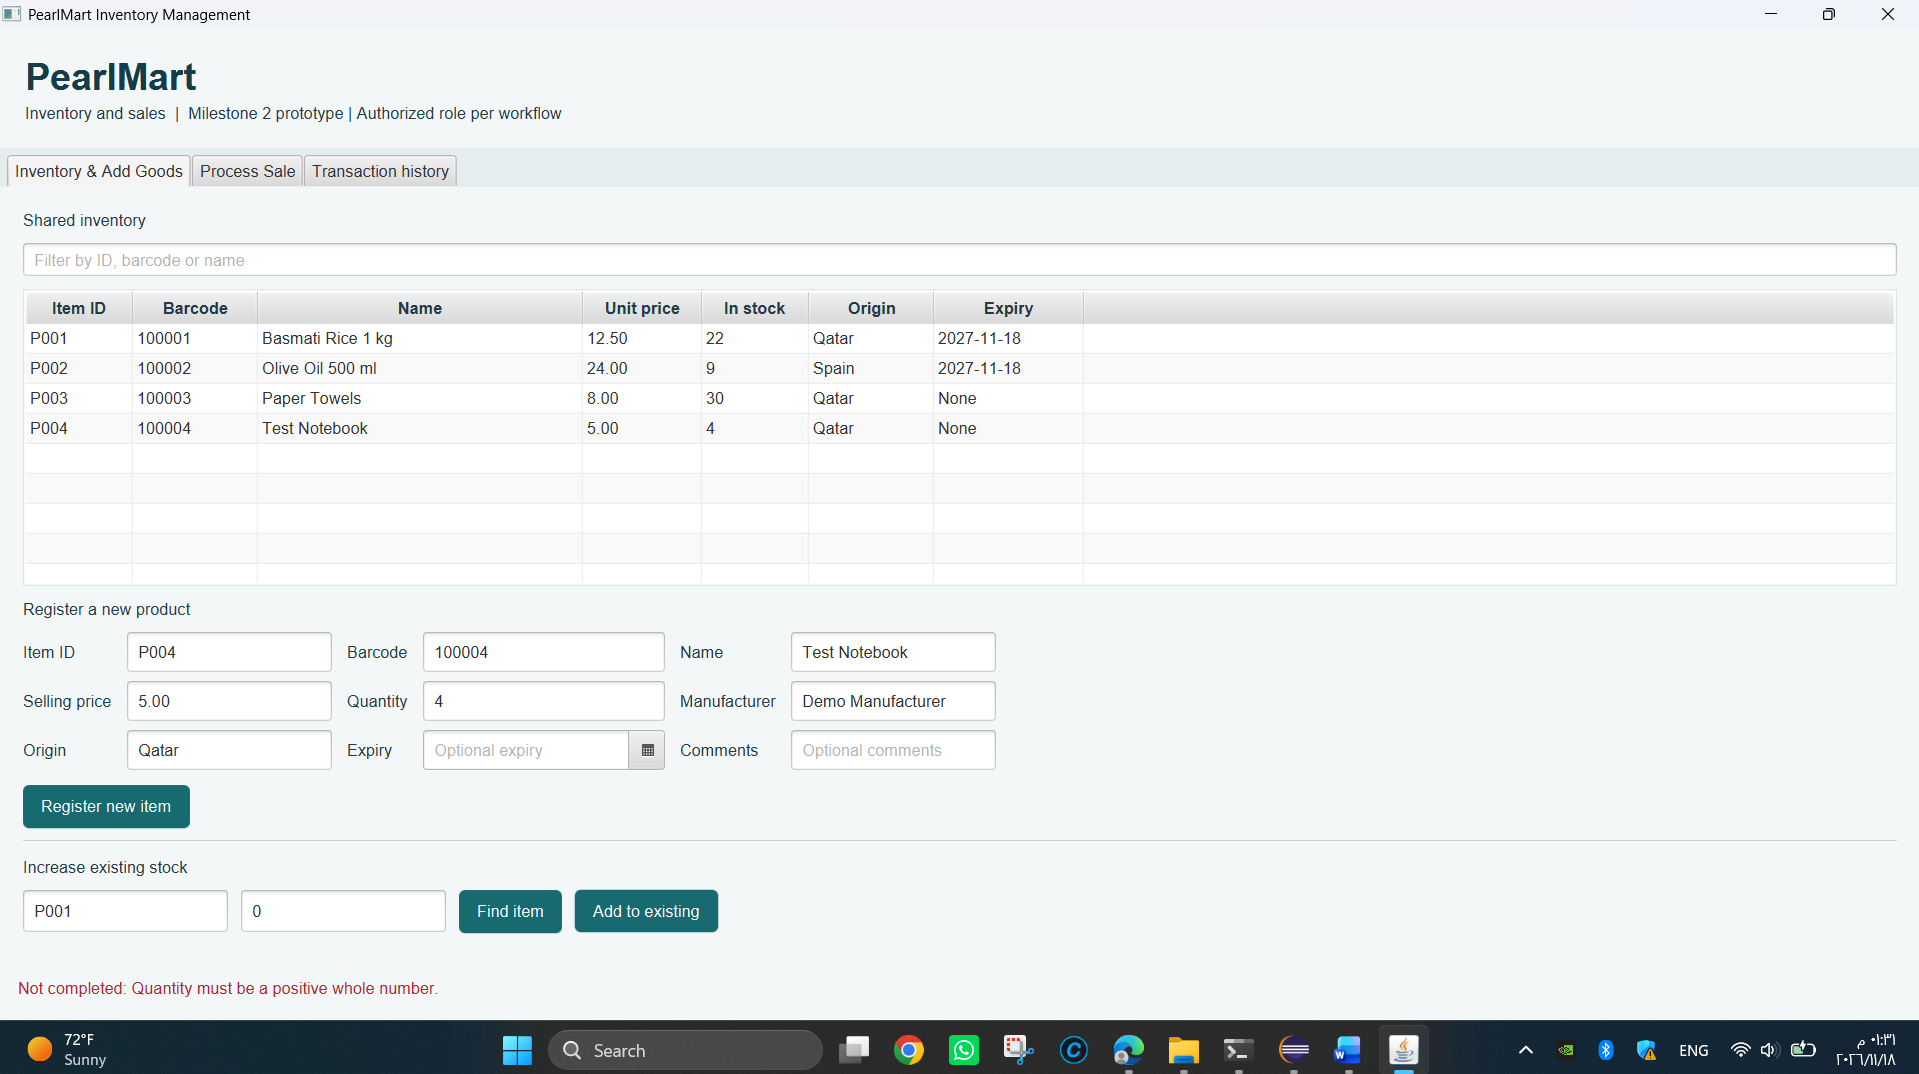 PearlMart Inventory Management
PearlMart
Inventory and sales | Milestone 2 prototype | Authorized role per workflow
Inventory & Add Goods Process Sale Transaction history
Shared inventory
Filter by ID, barcode or name
Item ID Barcode Name Unit price In stock Origin Expiry
P001 100001 Basmati Rice 1 kg 12.50 22 Qatar 2027-11-18
P002 100002 Olive Oil 500 ml 24.00 9 Spain 2027-11-18
P003 100003 Paper Towels 8.00 30 Qatar None
P004 100004 Test Notebook 5.00 4 Qatar None
Register a new product
Item ID P004 Barcode 100004 Name Test Notebook
Selling price 5.00 Quantity 4 Manufacturer Demo Manufacturer
Origin Qatar Expiry Optional expiry Comments Optional comments
Register new item
Increase existing stock
P001 0 Find item Add to existing
Not completed: Quantity must be a positive whole number.
72°F
Sunny
Search
ENG
٠١:٣١ م
٢٠٢٦/١١/١٨